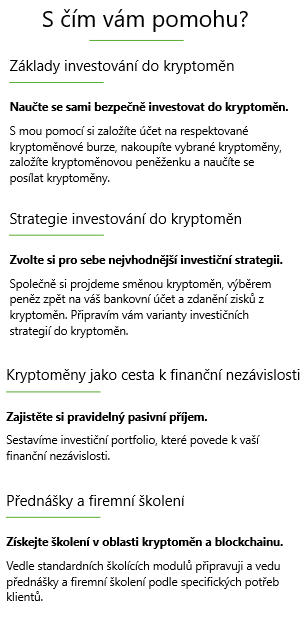 S čím vám pomohu?
Základy investování do kryptoměn
Naučte se sami bezpečně investovat do kryptoměn.
S mou pomocí si založíte účet na respektované
kryptoměnové burze, nakoupíte vybrané kryptoměny,
založíte kryptoměnovou peněženku a naučíte se
posílat kryptoměny.
Strategie investování do kryptoměn
Zvolte si pro sebe nejvhodnější investiční strategii.
Společně si projdeme směnou kryptoměn, výběrem
peněz zpět na váš bankovní účet a zdanění zisků z
kryptoměn. Připravím vám varianty investičních
strategií do kryptoměn.
Kryptoměny jako cesta k finanční nezávislosti
Zajistěte si pravidelný pasivní příjem.
Sestavíme investiční portfolio, které povede k vaší
finanční nezávislosti.
Přednášky a firemní školení
Získejte školení v oblasti kryptoměn a blockchainu.
Vedle standardních školících modulů připravuji a vedu
přednášky a firemní školení podle specifických potřeb
klientů.